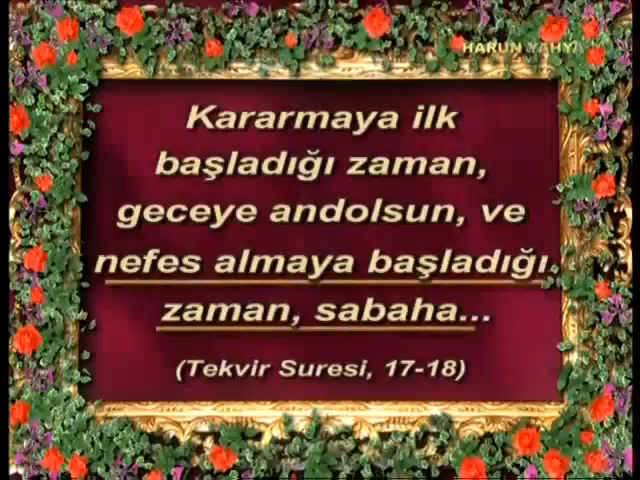 HARUN YAHYA
Kararmaya ilk
başladığı zaman,
geceye andolsun, ve
nefes almaya başladığı
zaman, sabaha...
(Tekvir Suresi, 17-18)